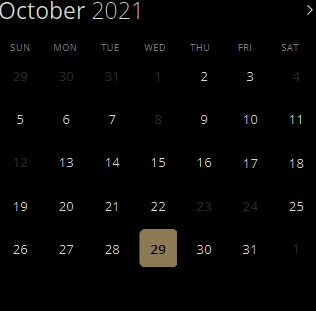 October 2021
SUN MON TUE WED THU FRI SAT
29 30 31 1 2 3 4
5 6 7 8 9 10 11
12 13 14 15 16 17 18
19 20 21 22 23 24 25
26 27 28 29 30 31 1